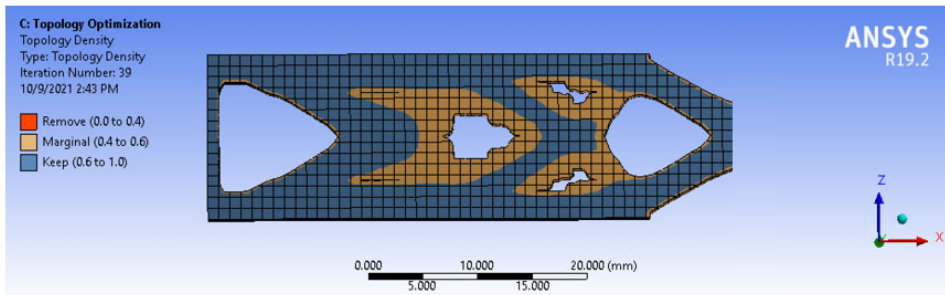 C: Topology Optimization
Topology Density
Type: Topology Density
Iteration Number: 39
10/9/2021 2:43 PM
Remove (0.0 to 0.4)
Marginal (0.4 to 0.6)
Keep (0.6 to 1.0)
ANSYS
R19.2
Z
X
0.000 10.000 20.000 (mm)
5.000 15.000